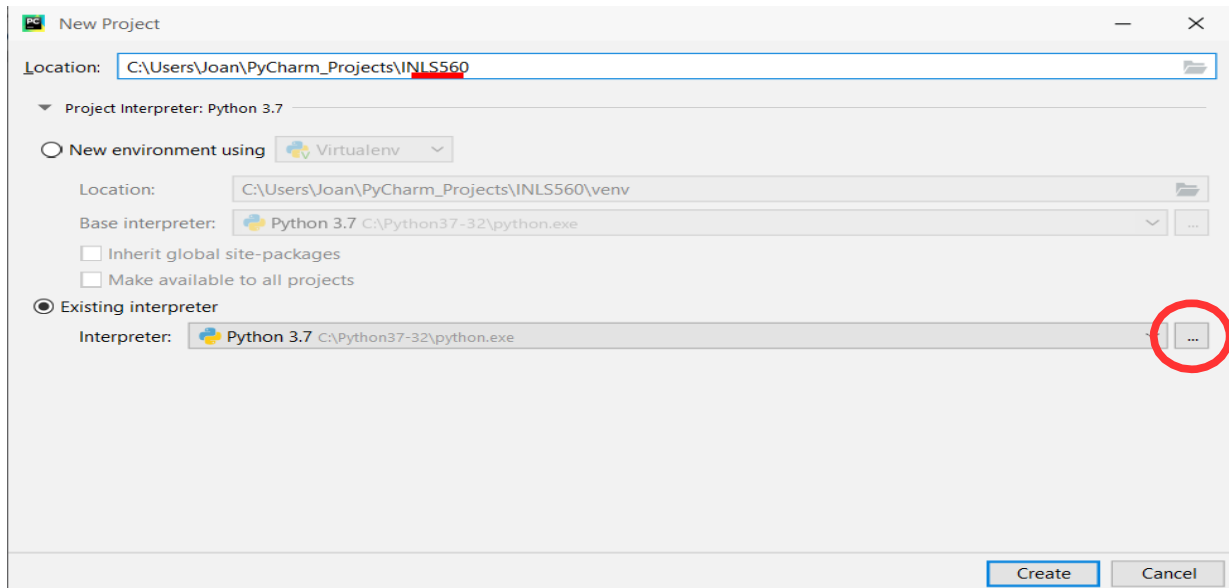 PC New Project
Location: C:\Users\Joan\PyCharm_Projects\INLS560
Project Interpreter: Python 3.7
New environment using Virtualenv
Location: C:\Users\Joan\PyCharm_Projects\INLS560\venv
Base interpreter: Python 3.7 C:\Python37-32\python.exe ...
Inherit global site-packages
Make available to all projects
Existing interpreter
Interpreter: Python 3.7 C:\Python37-32\python.exe ...
Create Cancel